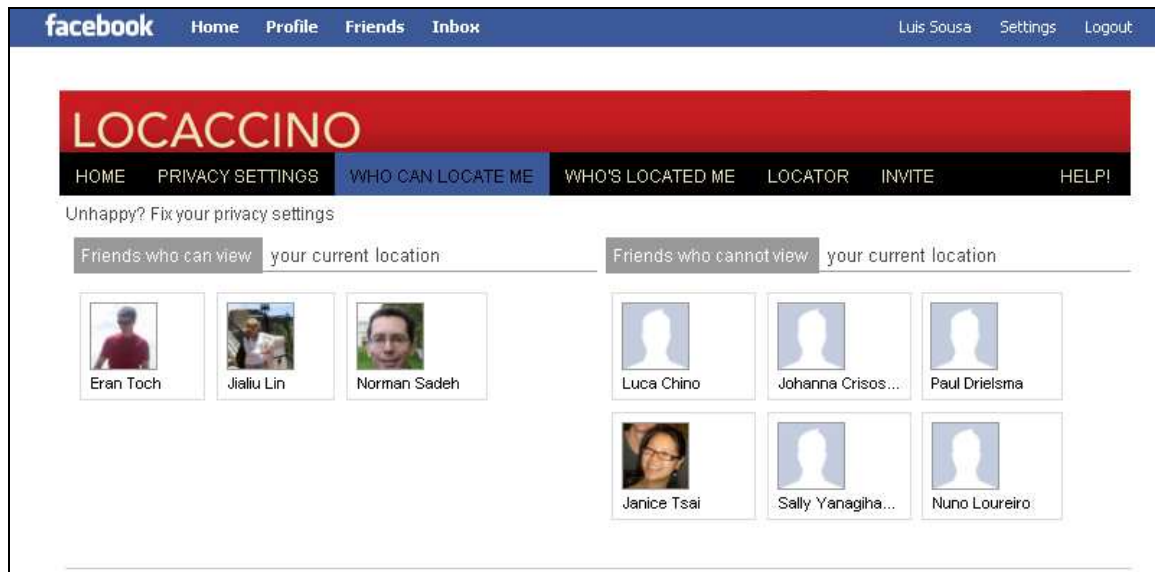 facebook Home Profile Friends Inbox Luis Sousa Settings Logout
LOCACCINO
HOME PRIVACY SETTINGS WHO CAN LOCATE ME WHO'S LOCATED ME LOCATOR INVITE HELP!
Unhappy? Fix your privacy settings
Friends who can view your current location
Eran Toch Jialiu Lin Norman Sadeh
Friends who cannot view your current location
Luca Chino Johanna Crisos... Paul Drielsma
Janice Tsai Sally Yanagiha... Nuno Loureiro